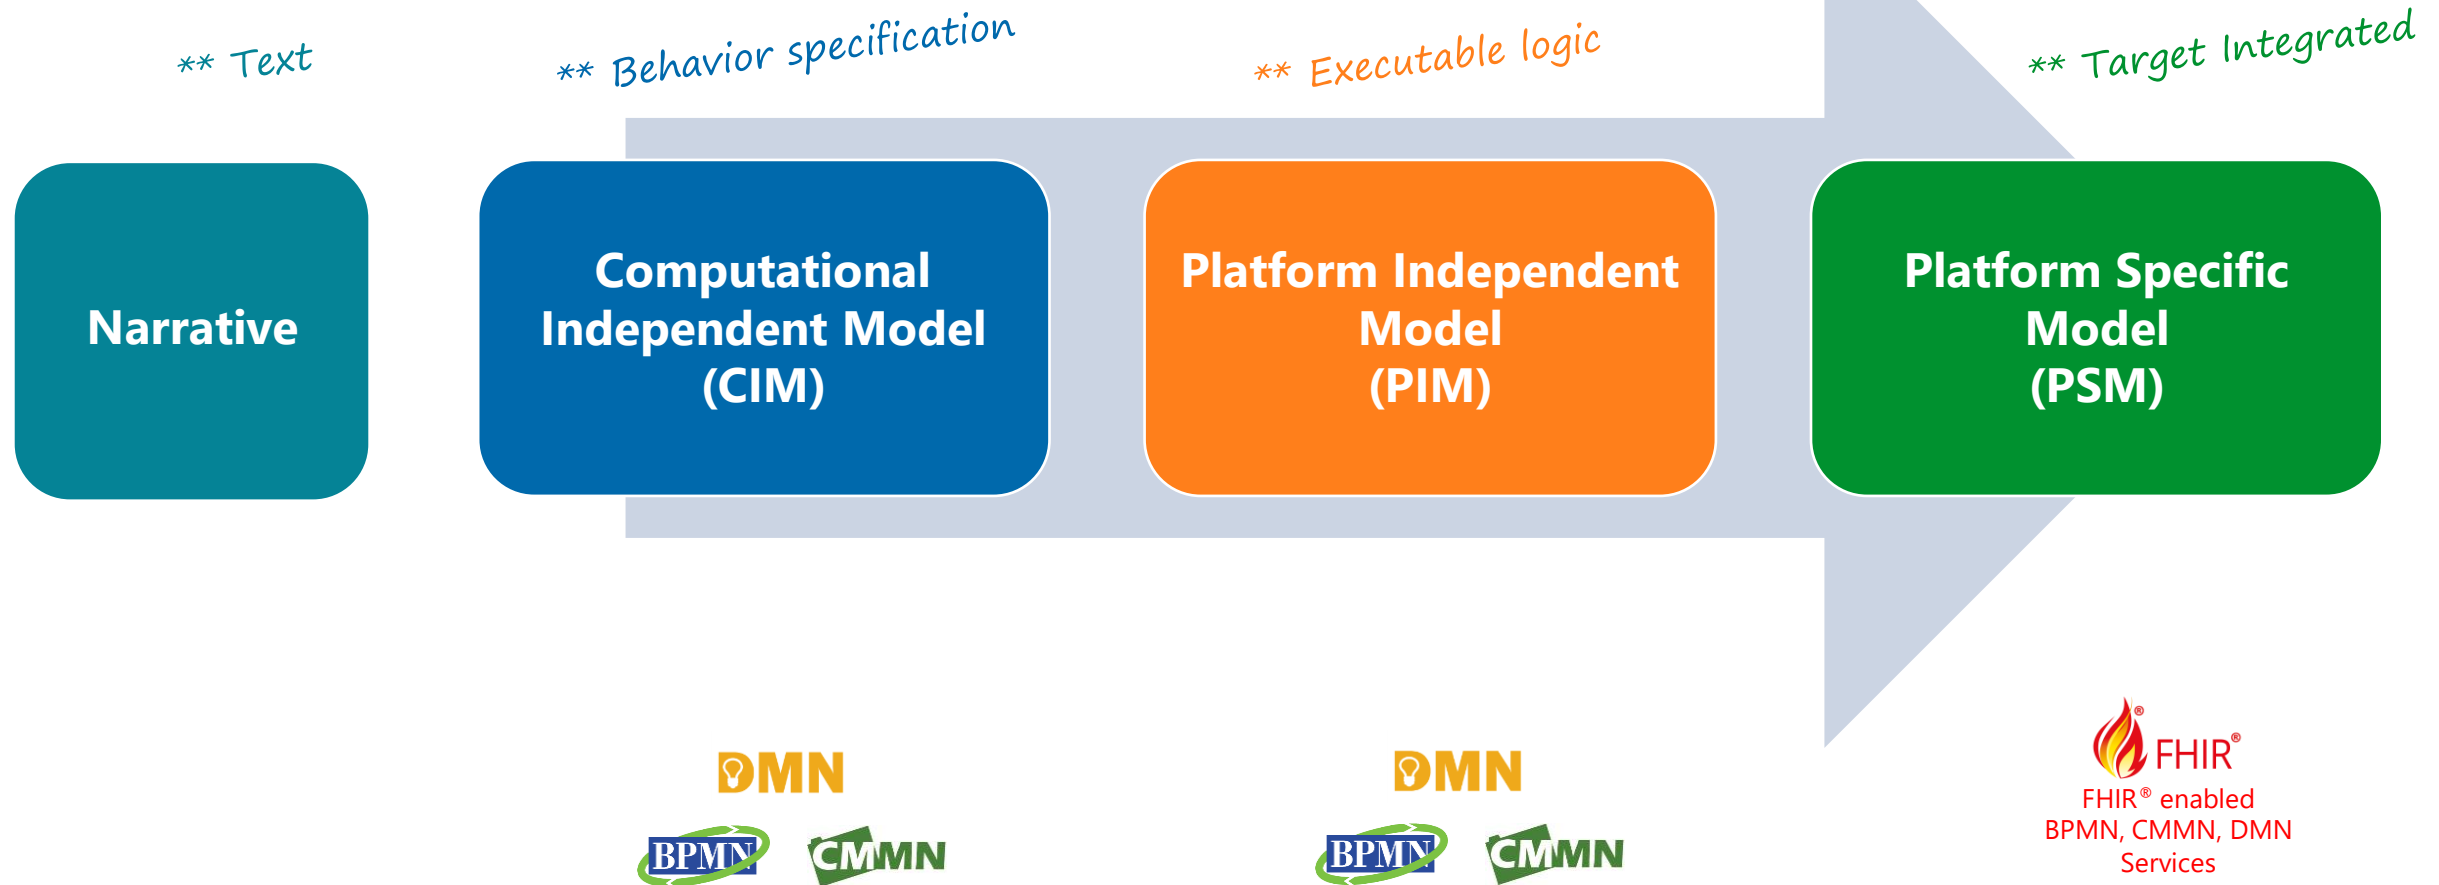 ** Text
** Behavior specification
** Executable logic
** Target Integrated
Narrative
Computational
Independent Model
(CIM)
Platform Independent
Model
(PIM)
Platform Specific
Model
(PSM)
DMN
BPMN
CMMN
DMN
BPMN
CMMN
®
FHIR®
FHIR® enabled
BPMN, CMMN, DMN
Services